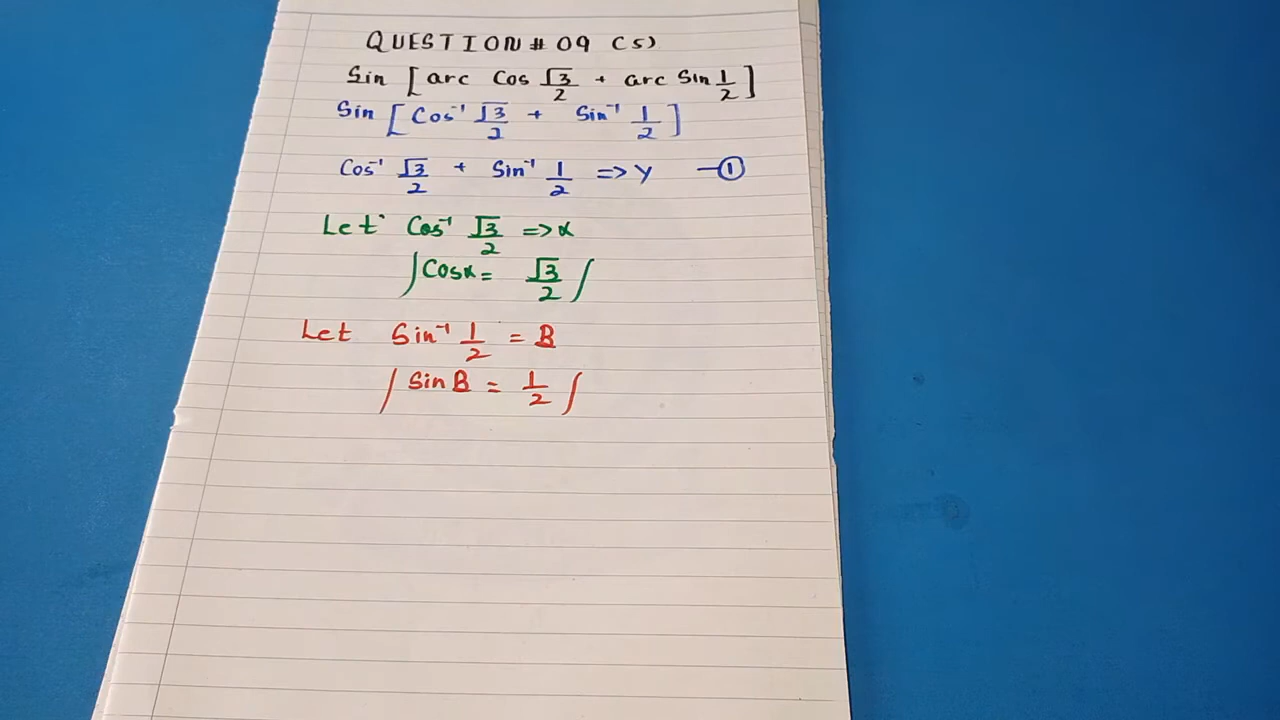 QUESTION # 09 (5)
Sin [arc Cos √3/2 + arc Sin 1/2]
Sin [Cos⁻¹ √3/2 + Sin⁻¹ 1/2]
Cos⁻¹ √3/2 + Sin⁻¹ 1/2 => y —①
Let Cos⁻¹ √3/2 => α
∫Cosα = √3/2∫
Let Sin⁻¹ 1/2 = B
/Sin B = 1/2∫